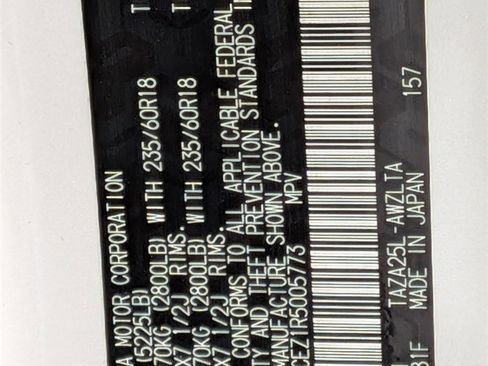 A MOTOR CORPORATION
(5225LB) T
70KG (2800LB) WITH 235/60R18
X7 1/2J RIMS. T
70KG (2800LB) WITH 235/60R18
X7 1/2J RIMS.
CONFORMS TO ALL APPLICABLE FEDERAL
TY AND THEFT PREVENTION STANDARDS I
MANUFACTURE SHOWN ABOVE.
CEZ1R5005773 MPV
TAZA25L-AWZLTA
B1F MADE IN JAPAN 157